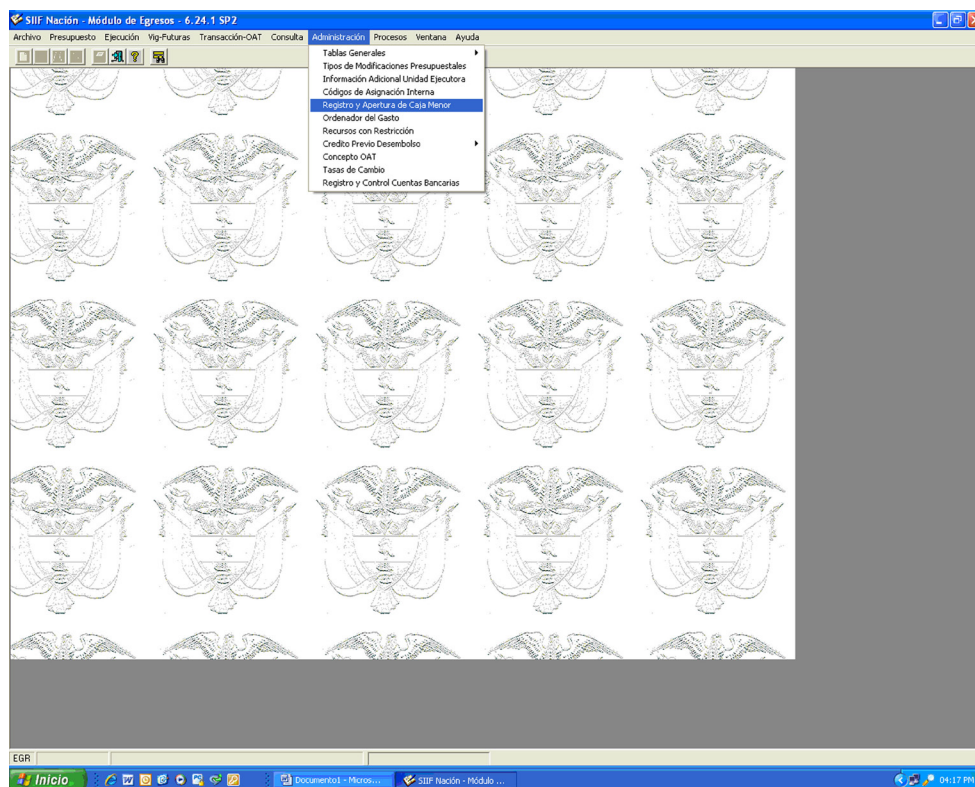 SIIF Nación - Módulo de Egresos - 6.24.1 SP2
Archivo Presupuesto Ejecución Vig-Futuras Transacción-OAT Consulta Administración Procesos Ventana Ayuda
Tablas Generales
Tipos de Modificaciones Presupuestales
Información Adicional Unidad Ejecutora
Códigos de Asignación Interna
Registro y Apertura de Caja Menor
Ordenador del Gasto
Recursos con Restricción
Credito Previo Desembolso
Concepto OAT
Tasas de Cambio
Registro y Control Cuentas Bancarias
EGR
Inicio Documento1 - Micros... SIIF Nación - Módulo ... 04:17 PM